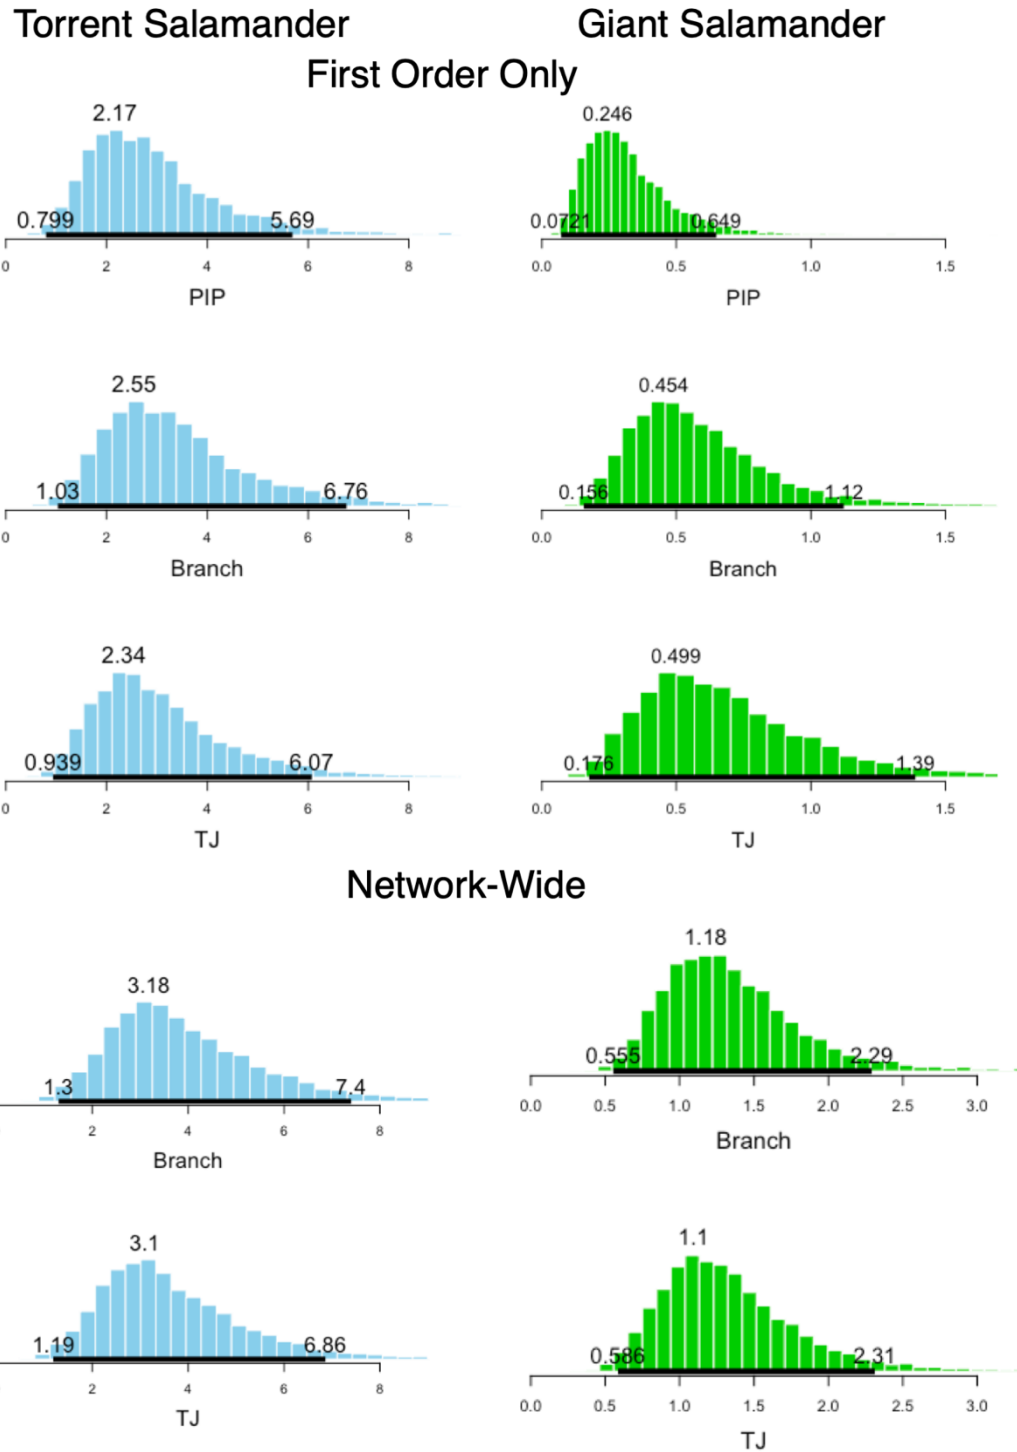 Torrent Salamander Giant Salamander
First Order Only
2.17 0.246
0.799 5.69 0.0721 0.649
0 2 4 6 8 0.0 0.5 1.0 1.5
PIP PIP
2.55 0.454
1.03 6.76 0.156 1.12
0 2 4 6 8 0.0 0.5 1.0 1.5
Branch Branch
2.34 0.499
0.939 6.07 0.176 1.39
0 2 4 6 8 0.0 0.5 1.0 1.5
TJ TJ
Network-Wide
3.18 1.18
1.3 7.4 0.555 2.29
2 4 6 8 0.0 0.5 1.0 1.5 2.0 2.5 3.0
Branch Branch
3.1 1.1
1.19 6.86 0.586 2.31
2 4 6 8 0.0 0.5 1.0 1.5 2.0 2.5 3.0
TJ TJ